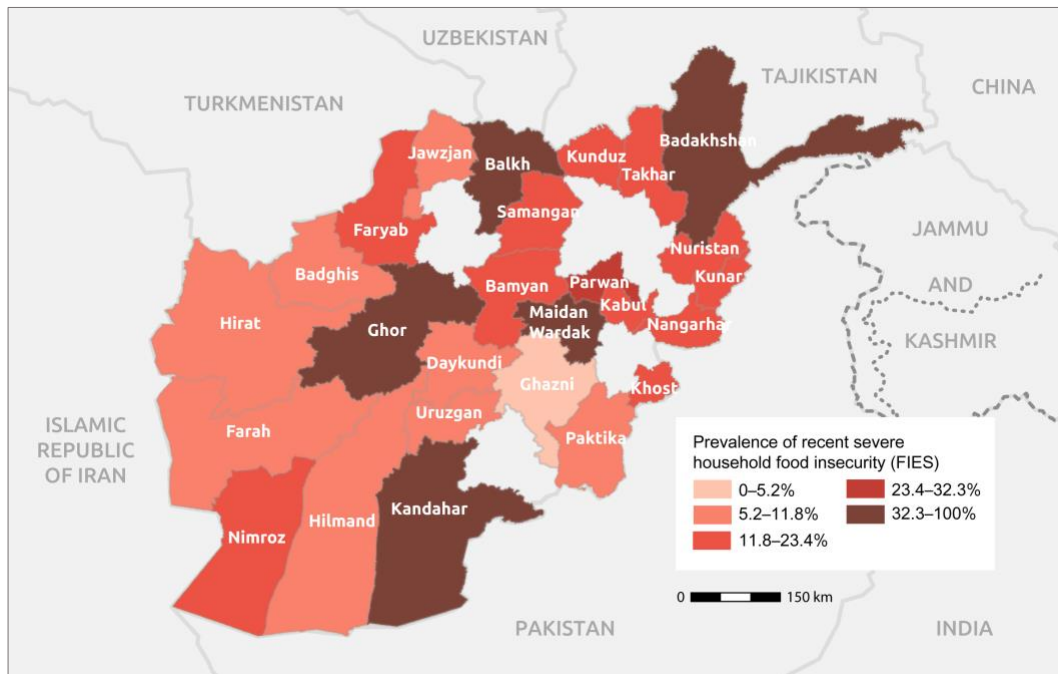 UZBEKISTAN
TAJIKISTAN
CHINA
TURKMENISTAN
Jawzjan
Balkh
Kunduz
Badakhshan
Takhar
Samangan
Faryab
JAMMU
AND
KASHMIR
Nuristan
Kunar
Badghis
Bamyan
Parwan
Kabul
Hirat
Ghor
Maidan
Wardak
Nangarhar
Daykundi
Ghazni
Khost
Uruzgan
Farah
Paktika
ISLAMIC
REPUBLIC
OF IRAN
Kandahar
Hilmand
Nimroz
Prevalence of recent severe
household food insecurity (FIES)
0–5.2%
5.2–11.8%
11.8–23.4%
23.4–32.3%
32.3–100%
0 150 km
PAKISTAN
INDIA